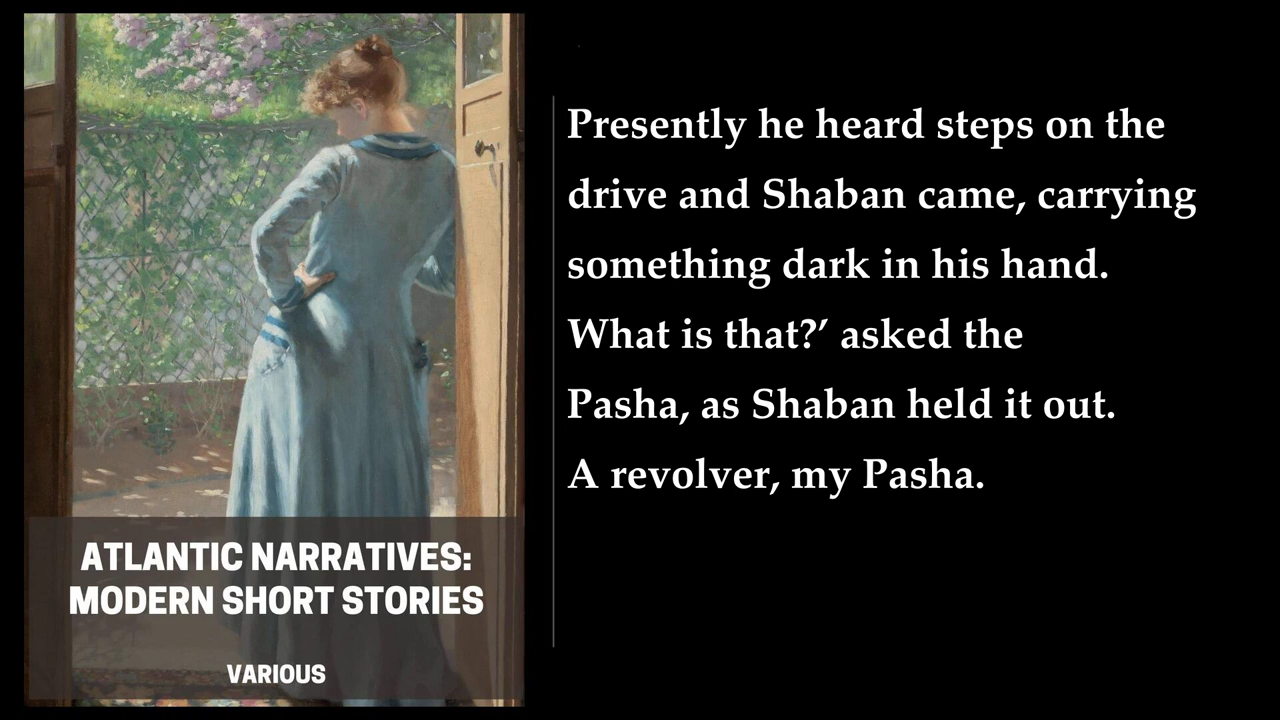 Presently he heard steps on the
drive and Shaban came, carrying
something dark in his hand.
What is that?’ asked the
Pasha, as Shaban held it out.
A revolver, my Pasha.
ATLANTIC NARRATIVES:
MODERN SHORT STORIES
VARIOUS